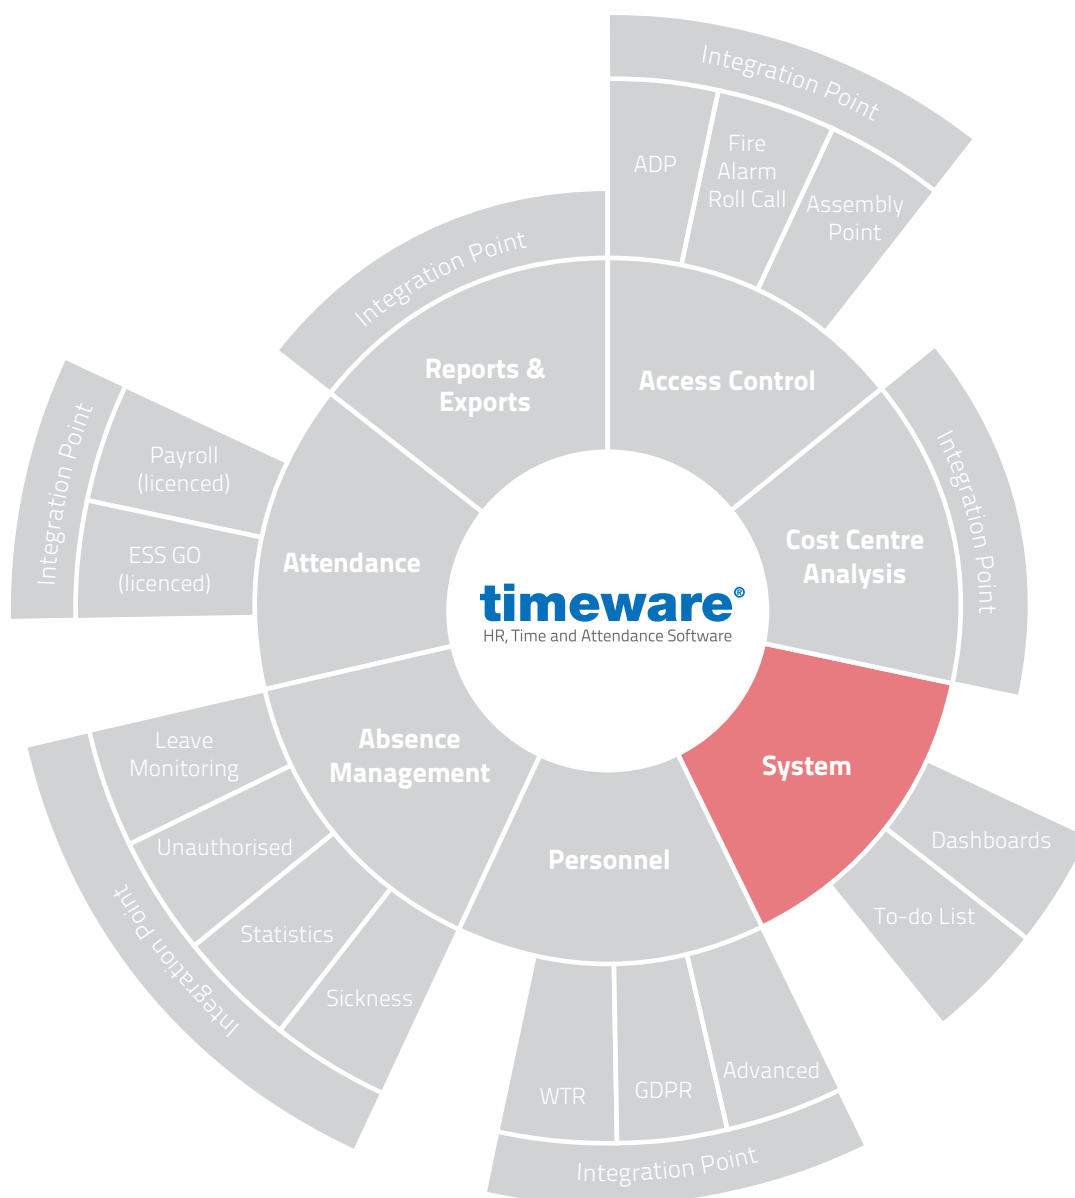 Integration Point
ADP
Fire
Alarm
Roll Call
Assembly
Point
Integration Point
Reports &
Exports
Access Control
Integration Point
Payroll
(licenced)
ESS GO
(licenced)
Attendance
Cost Centre
Analysis
Integration Point
timeware®
HR, Time and Attendance Software
Leave
Monitoring
Unauthorised
Statistics
Sickness
Integration Point
Absence
Management
System
Dashboards
To-do List
Personnel
WTR
GDPR
Advanced
Integration Point